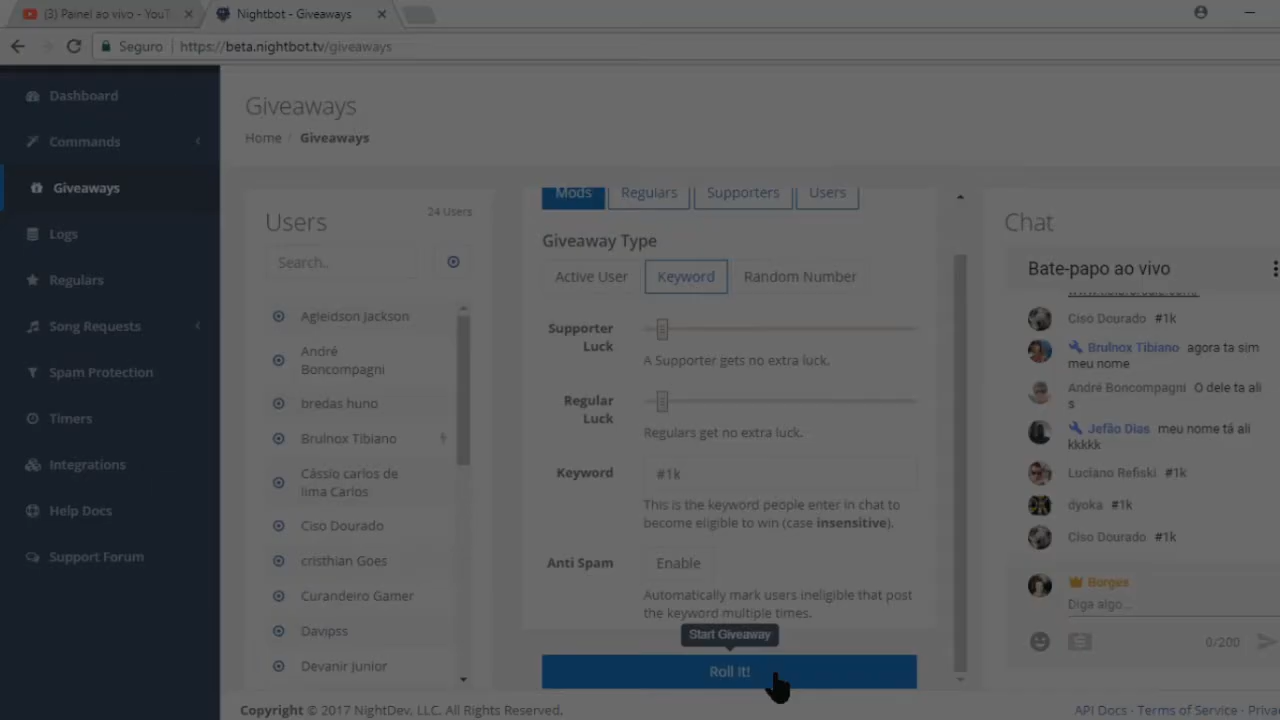 (3) Painel ao vivo - YouT
Nightbot - Giveaways
Seguro
https://beta.nightbot.tv/giveaways
Dashboard
Commands
Giveaways
Logs
Regulars
Song Requests
Spam Protection
Timers
Integrations
Help Docs
Support Forum
Giveaways
Home / Giveaways
Users
24 Users
Search..
Agleidson Jackson
André
Boncompagni
bredas huno
Brulnox Tibiano
Cássio carlos de
lima Carlos
Ciso Dourado
cristhian Goes
Curandeiro Gamer
Davipss
Devanir Junior
Mods Regulars Supporters Users
Giveaway Type
Active User Keyword Random Number
Supporter
Luck
A Supporter gets no extra luck.
Regular
Luck
Regulars get no extra luck.
Keyword
#1k
This is the keyword people enter in chat to
become eligible to win (case insensitive).
Anti Spam
Enable
Automatically mark users ineligible that post
the keyword multiple times.
Start Giveaway
Roll It!
Chat
Bate-papo ao vivo
Ciso Dourado #1k
Brulnox Tibiano agora ta sim
meu nome
André Boncompagni O dele ta ali
s
Jefão Dias meu nome tá ali
kkkkk
Luciano Refiski #1k
dyoka #1k
Ciso Dourado #1k
Borges
Diga algo...
0/200
Copyright © 2017 NightDev, LLC. All Rights Reserved.
API Docs · Terms of Service · Priva